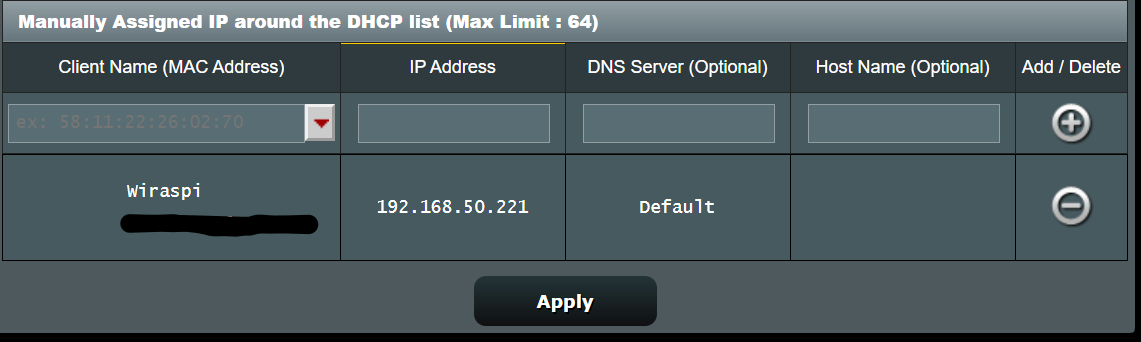 Manually Assigned IP around the DHCP list (Max Limit : 64)
Client Name (MAC Address) IP Address DNS Server (Optional) Host Name (Optional) Add / Delete
ex: 58:11:22:26:02:70
Wiraspi
192.168.50.221 Default
Apply